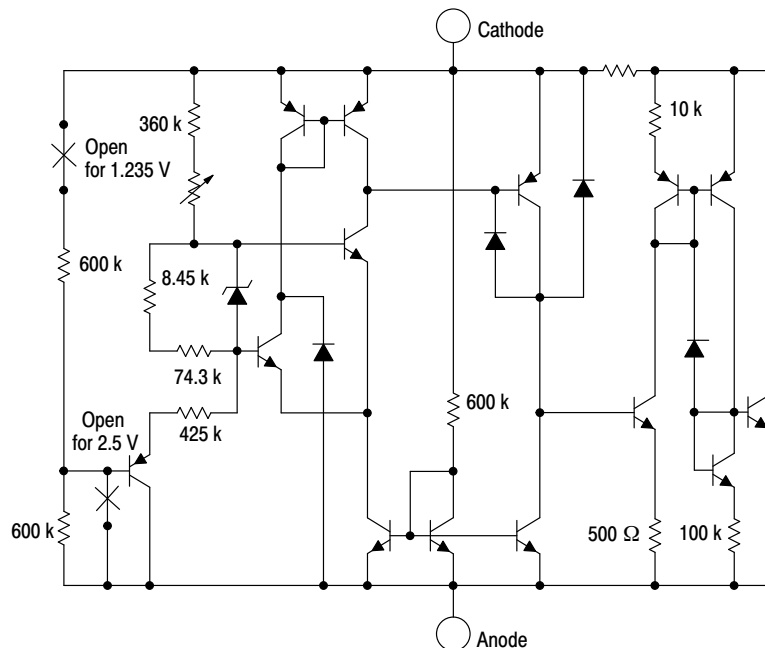 Cathode
360 k
10 k
Open
for 1.235 V
600 k
8.45 k
74.3 k
600 k
425 k
Open
for 2.5 V
600 k
500 Ω
100 k
Anode